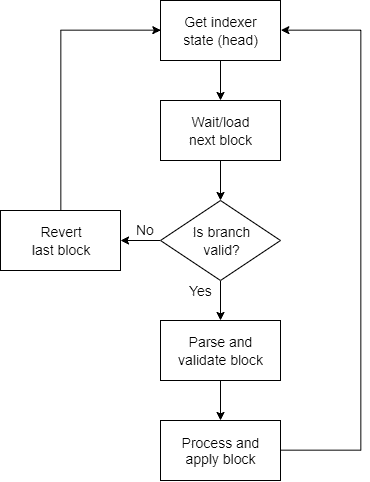 Get indexer
state (head)
Wait/load
next block
Is branch
valid?
No
Revert
last block
Yes
Parse and
validate block
Process and
apply block